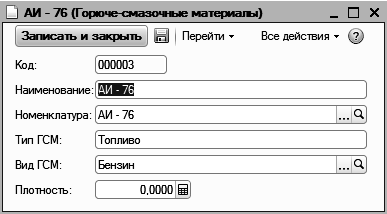 АИ - 76 (Горюче-смазочные материалы)
Записать и закрыть Перейти Все действия ?
Код: 000003
Наименование: АИ - 76
Номенклатура: АИ - 76 ...
Тип ГСМ: Топливо
Вид ГСМ: Бензин ...
Плотность: 0,0000